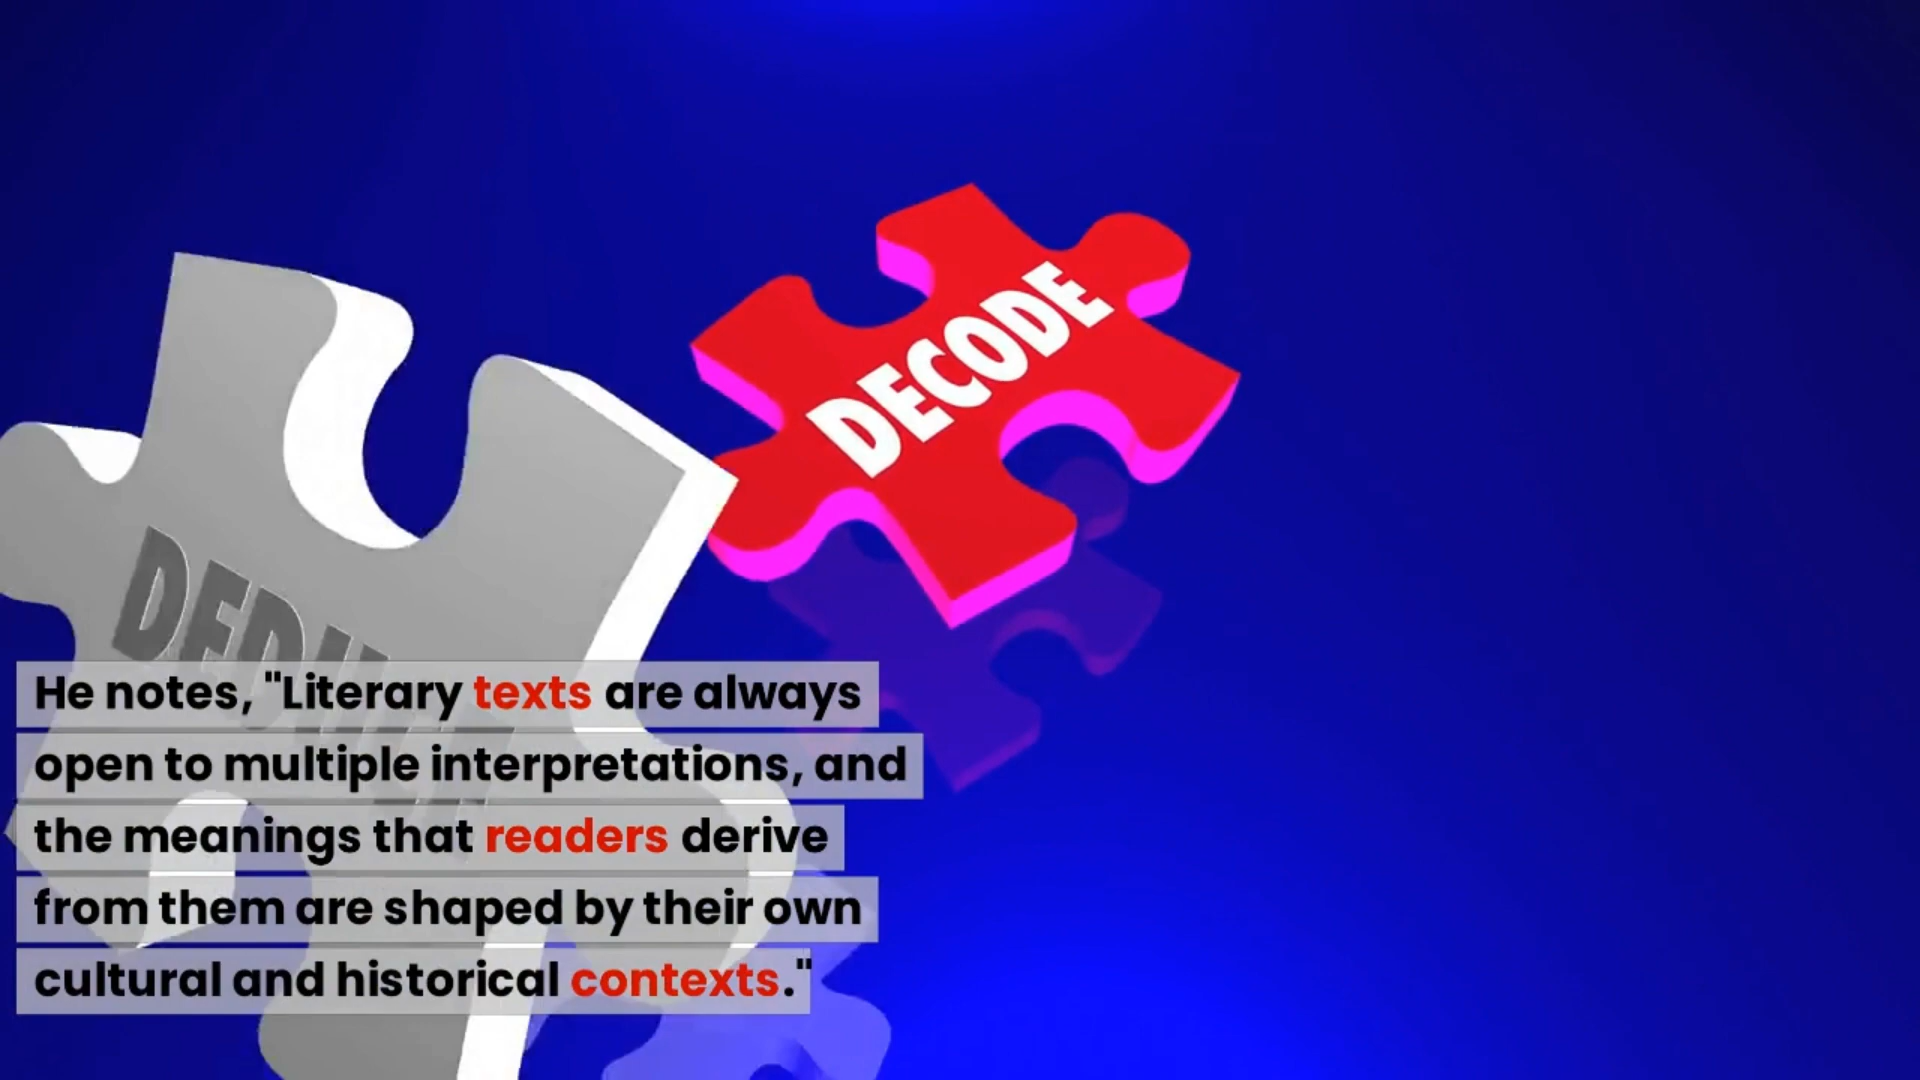 DECODE
DEDUCT
He notes, "Literary texts are always
open to multiple interpretations, and
the meanings that readers derive
from them are shaped by their own
cultural and historical contexts."